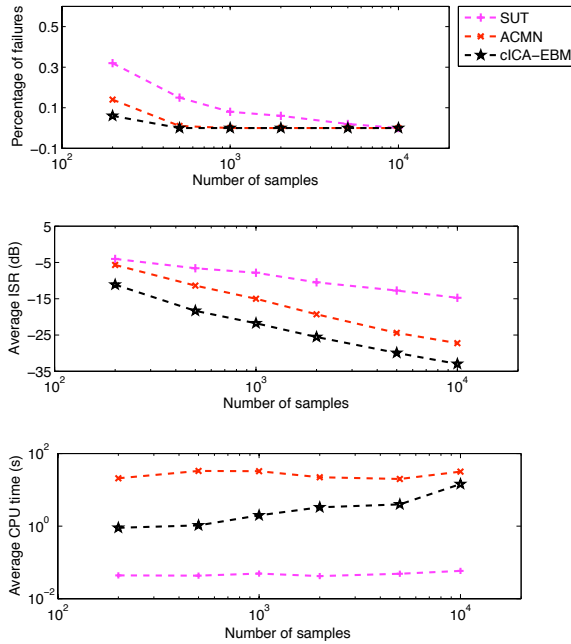 SUT
ACMN
cICA−EBM
Percentage of failures
0.5
0.3
0.1
−0.1
10^2
10^3
10^4
Number of samples
Average ISR (dB)
5
−5
−15
−25
−35
10^2
10^3
10^4
Number of samples
Average CPU time (s)
10^2
10^0
10^−2
10^2
10^3
10^4
Number of samples